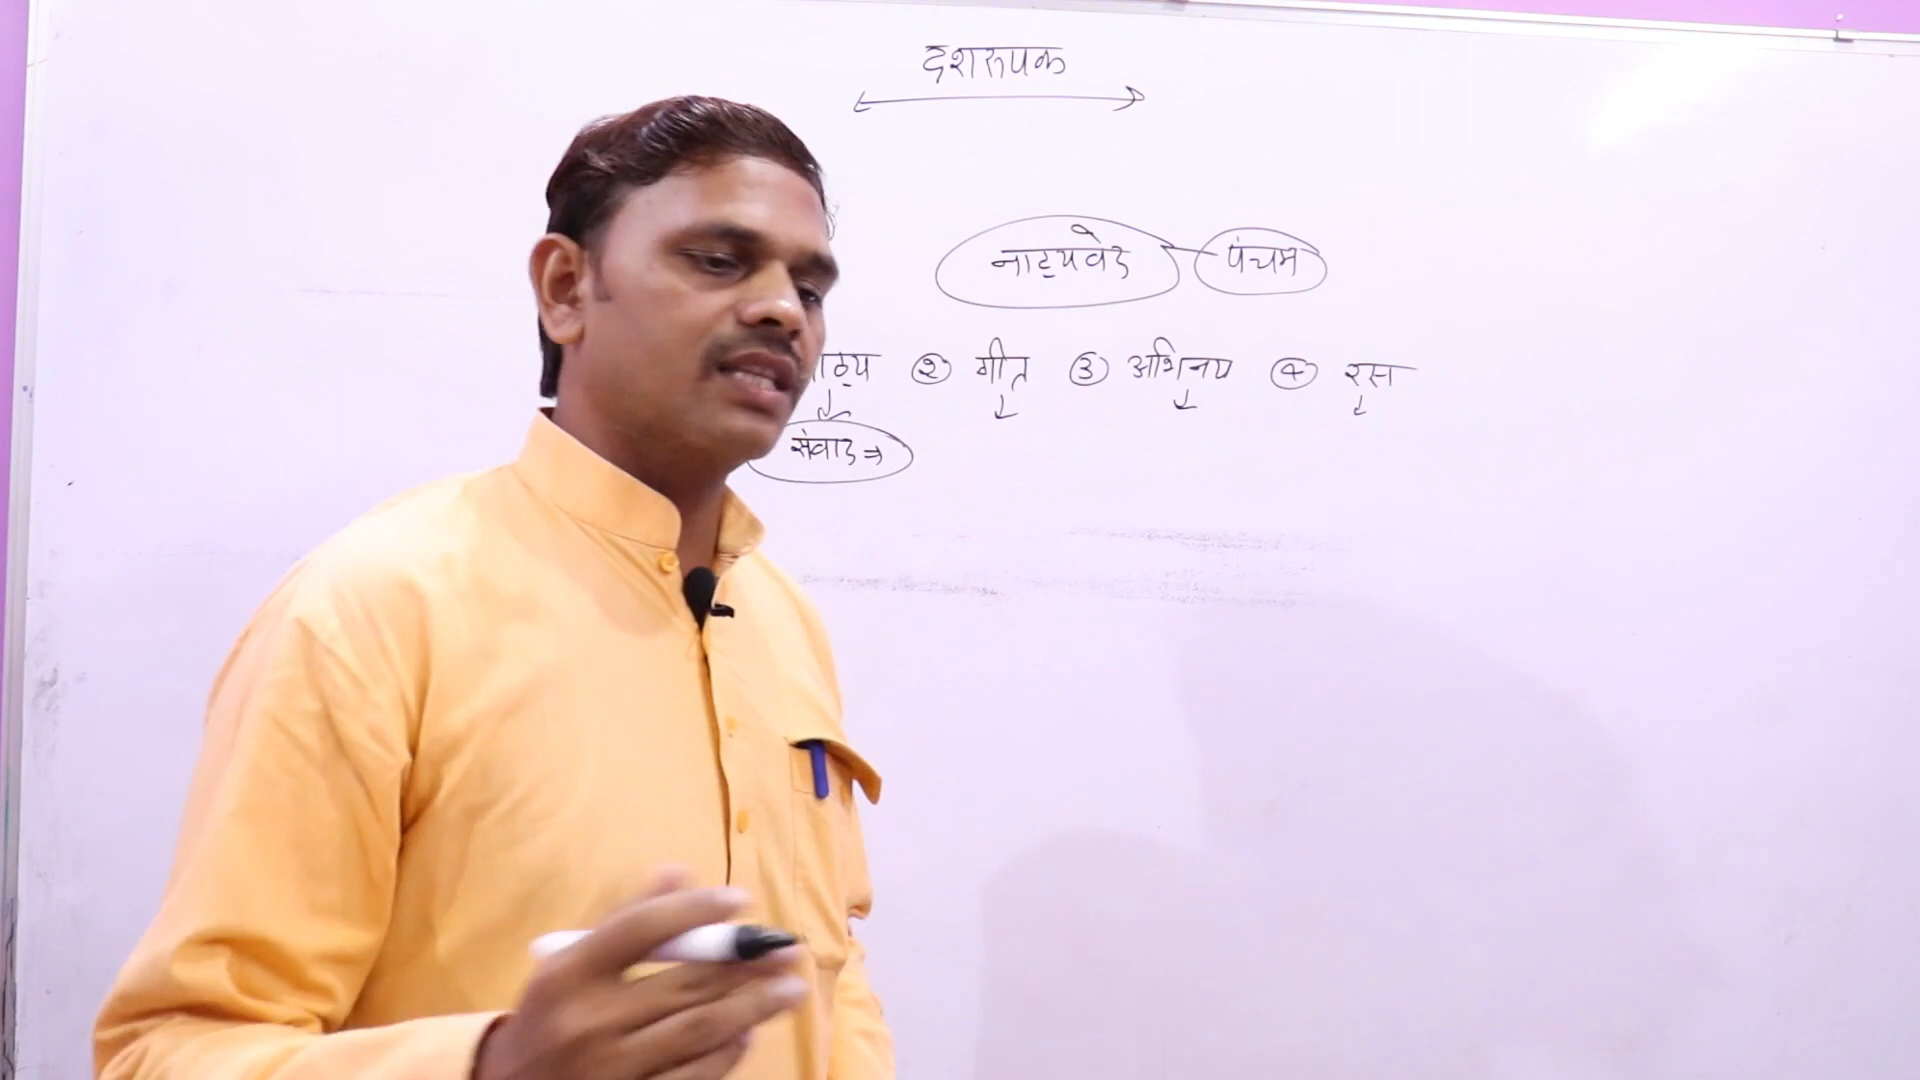 दशरूपक
नाट्यवेद पंचम
② गीत ③ अभिनय ④ रस
संवाद ⇒